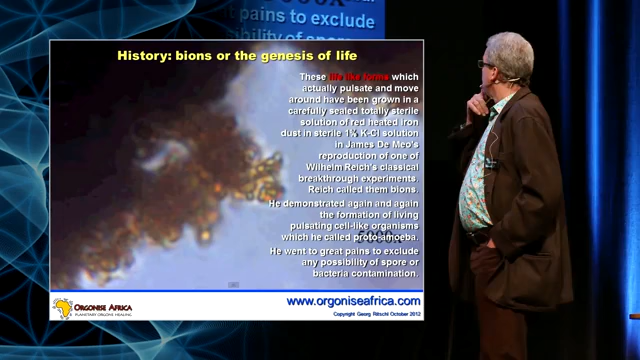 pains to exclude
ibility of spor
History: bions or the genesis of life
These life like forms which
actually pulsate and move
around have been grown in a
carefully sealed totally sterile
solution of red heated iron
dust in sterile 1% K-Cl solution
in James De Meo's
reproduction of one of
Wilhelm Reich's classical
breakthrough experiments.
Reich called them bions.
He demonstrated again and again
the formation of living
pulsating cell-like organisms
which he called proto-amoeba.
He went to great pains to exclude
any possibility of spore or
bacteria contamination.
ORGONISE AFRICA
PLANETARY ORGONE HEALING
www.orgoniseafrica.com
Copyright Georg Ritschl October 2012